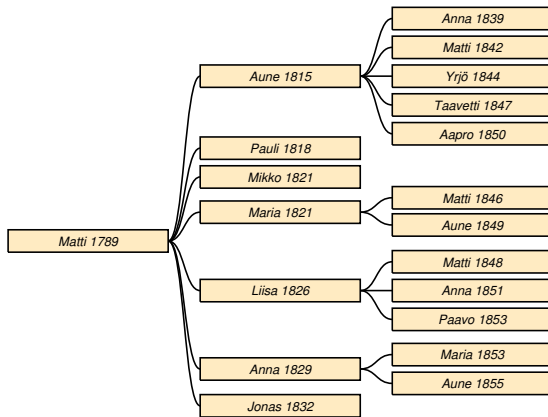 Matti 1789
Aune 1815
Anna 1839
Matti 1842
Yrjö 1844
Taavetti 1847
Aapro 1850
Pauli 1818
Mikko 1821
Maria 1821
Matti 1846
Aune 1849
Liisa 1826
Matti 1848
Anna 1851
Paavo 1853
Anna 1829
Maria 1853
Aune 1855
Jonas 1832